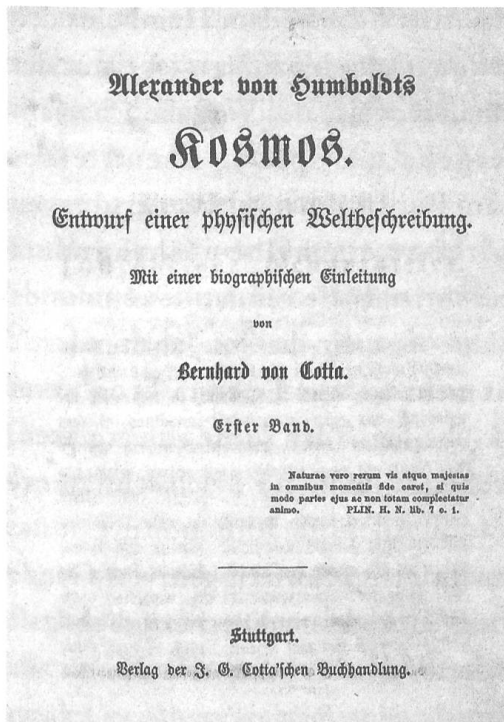 Alexander von Humboldts
Kosmos.
Entwurf einer physischen Weltbeschreibung.
Mit einer biographischen Einleitung
von
Bernhard von Cotta.
Erster Band.
Naturae vero rerum vis atque majestas
in omnibus momentis fide caret, si quis
modo partes ejus ac non totam complectatur
animo. PLIN. H. N. lib. 7 c. 1.
Stuttgart.
Verlag der J. G. Cotta'schen Buchhandlung.